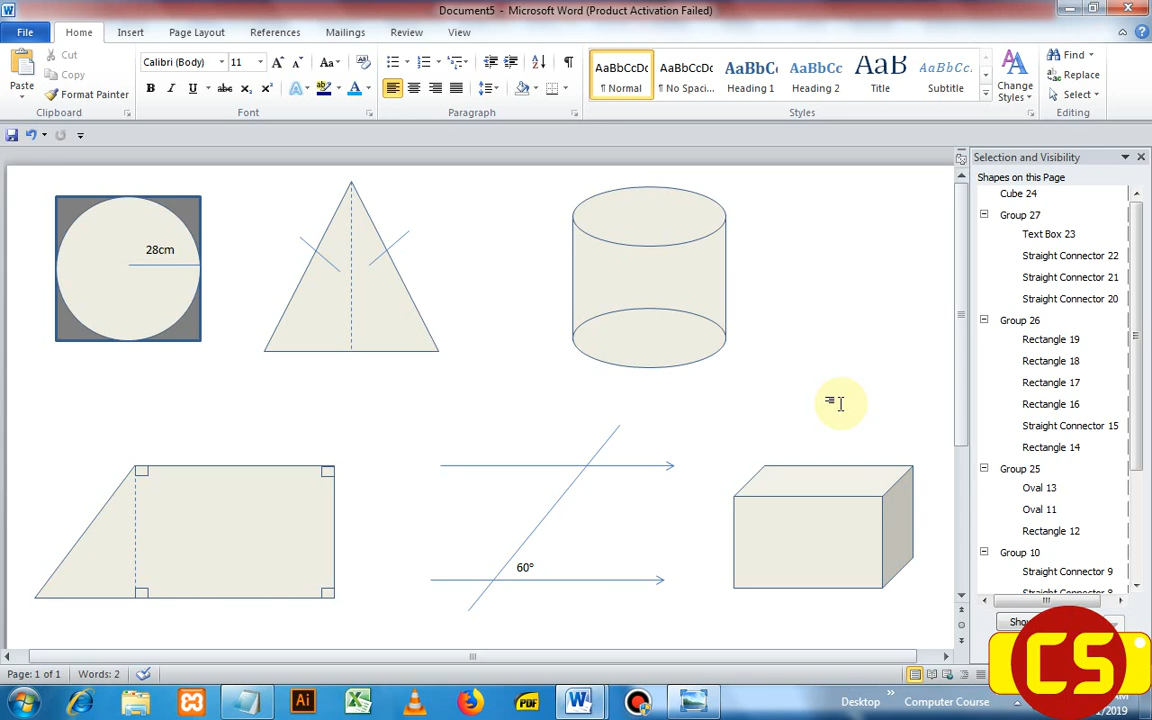 Document5 - Microsoft Word (Product Activation Failed)
File Home Insert Page Layout References Mailings Review View
Paste
Cut
Copy
Format Painter
Clipboard
Calibri (Body) 11
Font
Paragraph
AaBbCcDc AaBbCcDc AaBbC AaBbCc AaB AaBbCc.
¶ Normal ¶ No Spaci... Heading 1 Heading 2 Title Subtitle
Styles
Change Styles
Find
Replace
Select
Editing
Selection and Visibility
Shapes on this Page
Cube 24
Group 27
Text Box 23
Straight Connector 22
Straight Connector 21
Straight Connector 20
Group 26
Rectangle 19
Rectangle 18
Rectangle 17
Rectangle 16
Straight Connector 15
Rectangle 14
Group 25
Oval 13
Oval 11
Rectangle 12
Group 10
Straight Connector 9
28cm
60°
CS
Page: 1 of 1 Words: 2
Desktop Computer Course